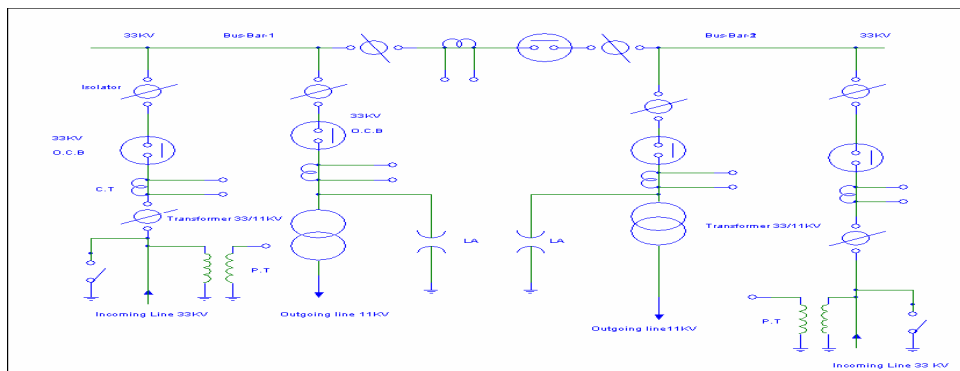 33KV
Bus-Bar-1
Bus-Bar-2
33KV
Isolator
33KV
O.C.B
33KV
O.C.B
C.T
Transformer 33/11KV
LA
LA
Transformer 33/11KV
P.T
Incoming Line 33KV
Outgoing line 11KV
Outgoing line11KV
P.T
Incoming Line 33 KV